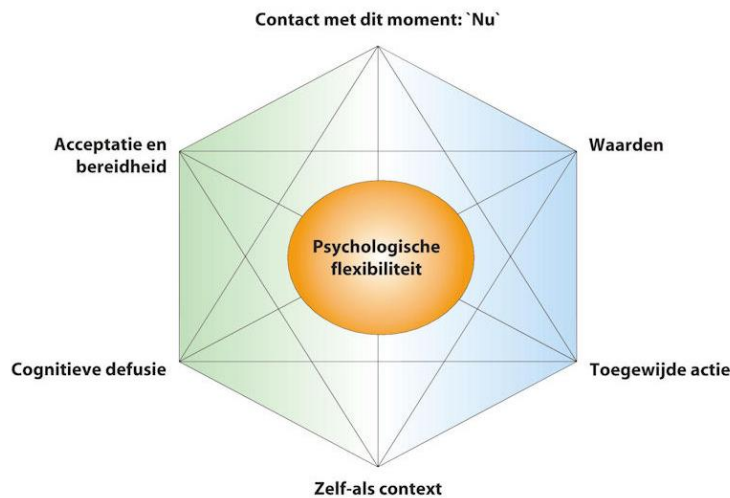 Contact met dit moment: `Nu`
Acceptatie en
bereidheid
Waarden
Psychologische
flexibiliteit
Cognitieve defusie
Toegewijde actie
Zelf-als context